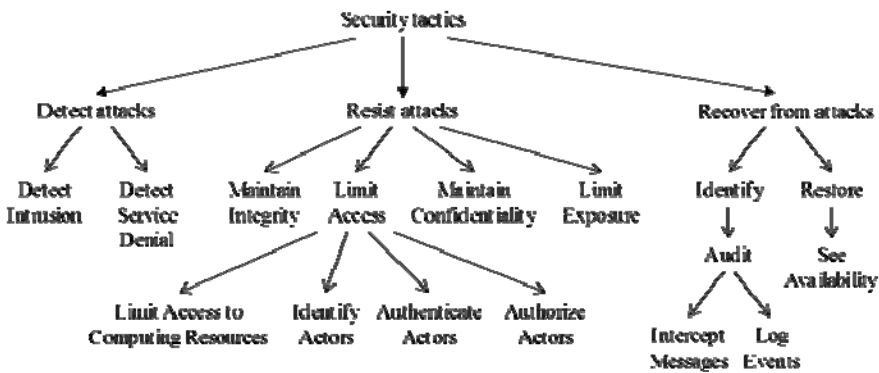 Security tactics
Detect attacks
Resist attacks
Recover from attacks
Detect
Intrusion
Detect
Service
Denial
Maintain
Integrity
Limit
Access
Maintain
Confidentiality
Limit
Exposure
Identify
Restore
Audit
See
Availability
Limit Access to
Computing Resources
Identify
Actors
Authenticate
Actors
Authorize
Actors
Intercept
Messages
Log
Events